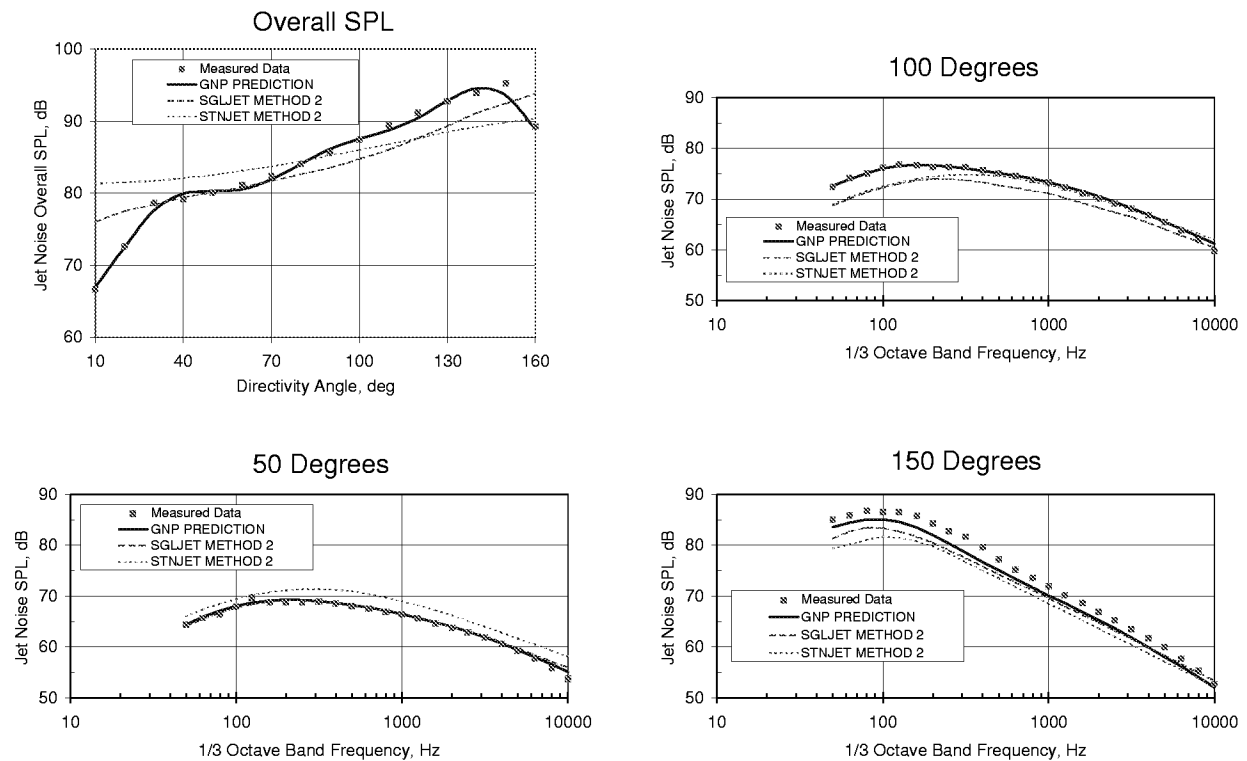 Overall SPL
100
90
80
70
60
Jet Noise Overall SPL, dB
Measured Data
GNP PREDICTION
SGLJET METHOD 2
STNJET METHOD 2
10 40 70 100 130 160
Directivity Angle, deg
100 Degrees
90
80
70
60
50
Jet Noise SPL, dB
Measured Data
GNP PREDICTION
SGLJET METHOD 2
STNJET METHOD 2
10 100 1000 10000
1/3 Octave Band Frequency, Hz
50 Degrees
90
80
70
60
50
Jet Noise SPL, dB
Measured Data
GNP PREDICTION
SGLJET METHOD 2
STNJET METHOD 2
10 100 1000 10000
1/3 Octave Band Frequency, Hz
150 Degrees
90
80
70
60
50
Jet Noise SPL, dB
Measured Data
GNP PREDICTION
SGLJET METHOD 2
STNJET METHOD 2
10 100 1000 10000
1/3 Octave Band Frequency, Hz